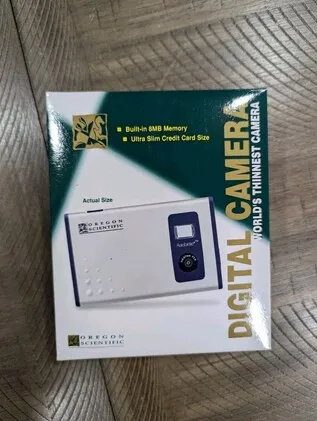 Built-in 8MB Memory
Ultra Slim Credit Card Size
Actual Size
OREGON
SCIENTIFIC
DIGITAL CAMERA
WORLD'S THINNEST CAMERA
OREGON
SCIENTIFIC